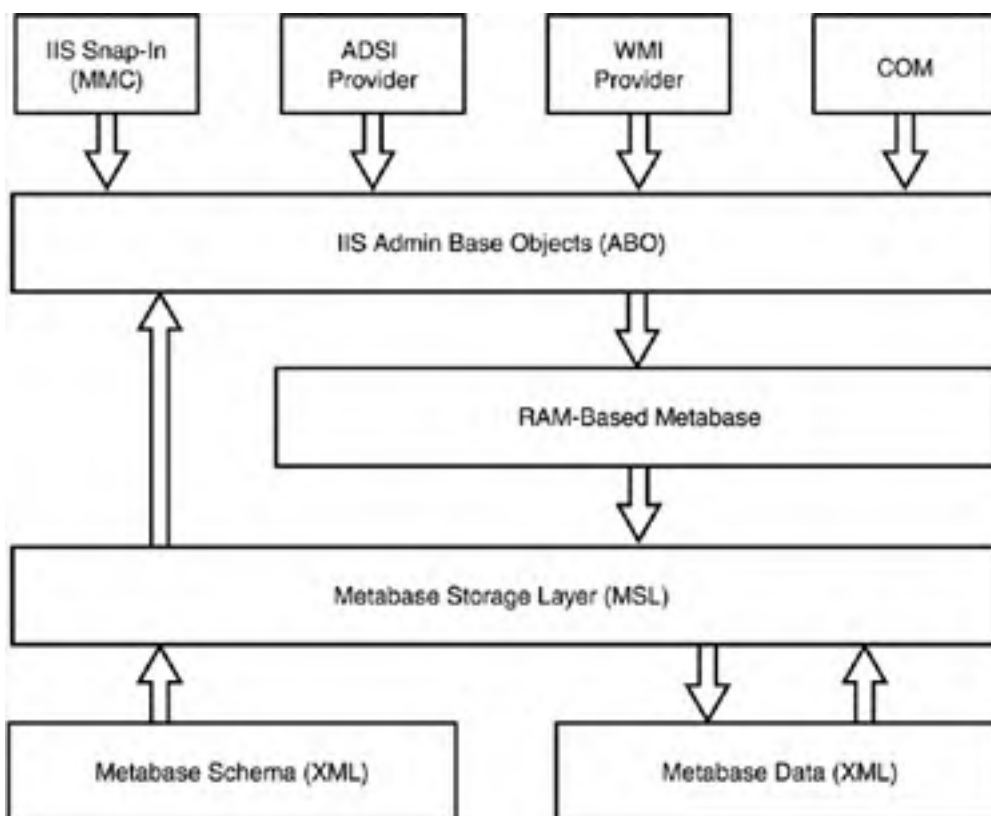 IIS Snap-In
(MMC)
ADSI
Provider
WMI
Provider
COM
IIS Admin Base Objects (ABO)
RAM-Based Metabase
Metabase Storage Layer (MSL)
Metabase Schema (XML)
Metabase Data (XML)